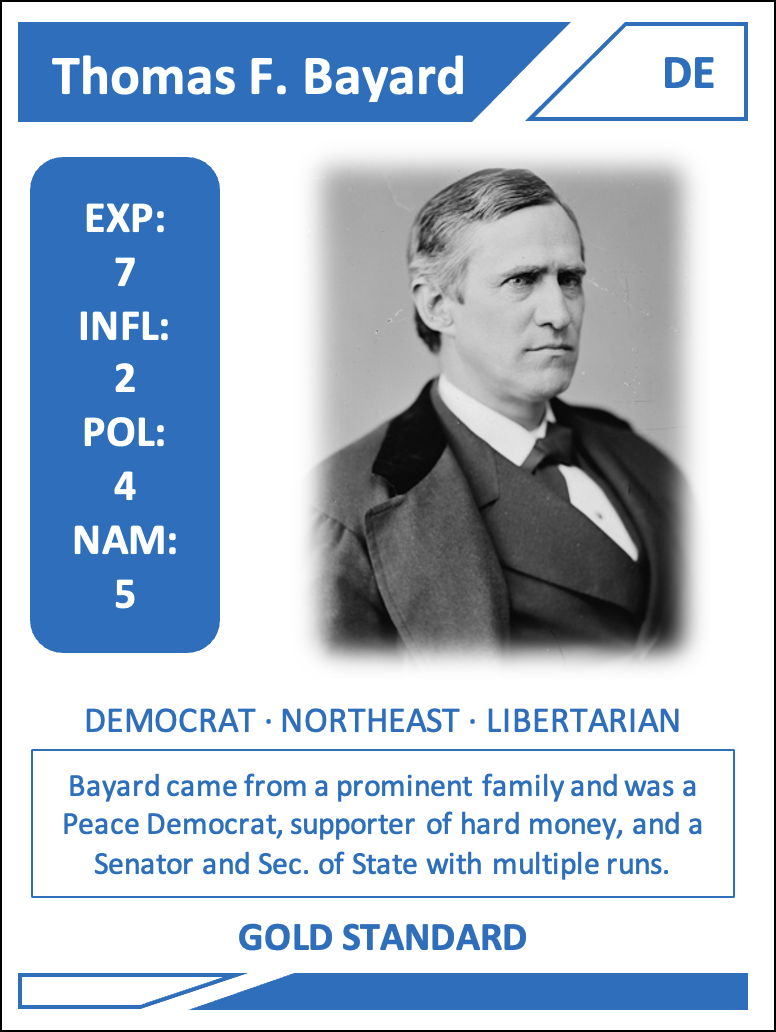 Thomas F. Bayard
DE
EXP:
7
INFL:
2
POL:
4
NAM:
5
DEMOCRAT · NORTHEAST · LIBERTARIAN
Bayard came from a prominent family and was a
Peace Democrat, supporter of hard money, and a
Senator and Sec. of State with multiple runs.
GOLD STANDARD